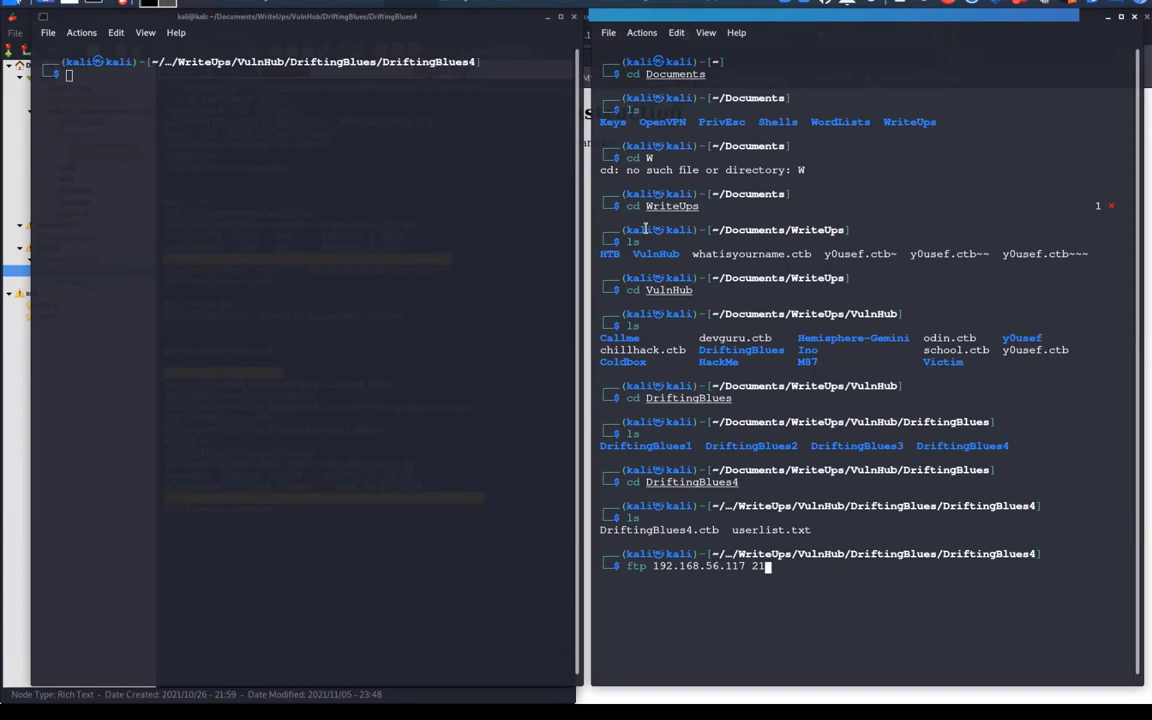 kali@kali: ~/Documents/WriteUps/VulnHub/DriftingBlues/DriftingBlues4
File Actions Edit View Help
(kali㉿kali)-[~/…/WriteUps/VulnHub/DriftingBlues/DriftingBlues4]
$
File Actions Edit View Help
(kali㉿kali)-[~]
$ cd Documents
(kali㉿kali)-[~/Documents]
$ ls
Keys OpenVPN PrivEsc Shells WordLists WriteUps
(kali㉿kali)-[~/Documents]
$ cd W
cd: no such file or directory: W
(kali㉿kali)-[~/Documents]
$ cd WriteUps 1 ⨯
(kali㉿kali)-[~/Documents/WriteUps]
$ ls
HTB VulnHub whatisyourname.ctb y0usef.ctb~ y0usef.ctb~~ y0usef.ctb~~~
(kali㉿kali)-[~/Documents/WriteUps]
$ cd VulnHub
(kali㉿kali)-[~/Documents/WriteUps/VulnHub]
$ ls
Callme devguru.ctb Hemisphere-Gemini odin.ctb y0usef
chillhack.ctb DriftingBlues Ino school.ctb y0usef.ctb
Coldbox HackMe M87 Victim
(kali㉿kali)-[~/Documents/WriteUps/VulnHub]
$ cd DriftingBlues
(kali㉿kali)-[~/Documents/WriteUps/VulnHub/DriftingBlues]
$ ls
DriftingBlues1 DriftingBlues2 DriftingBlues3 DriftingBlues4
(kali㉿kali)-[~/Documents/WriteUps/VulnHub/DriftingBlues]
$ cd DriftingBlues4
(kali㉿kali)-[~/…/WriteUps/VulnHub/DriftingBlues/DriftingBlues4]
$ ls
DriftingBlues4.ctb userlist.txt
(kali㉿kali)-[~/…/WriteUps/VulnHub/DriftingBlues/DriftingBlues4]
$ ftp 192.168.56.117 21
File
Node Type: Rich Text - Date Created: 2021/10/26 - 21:59 - Date Modified: 2021/11/05 - 23:48